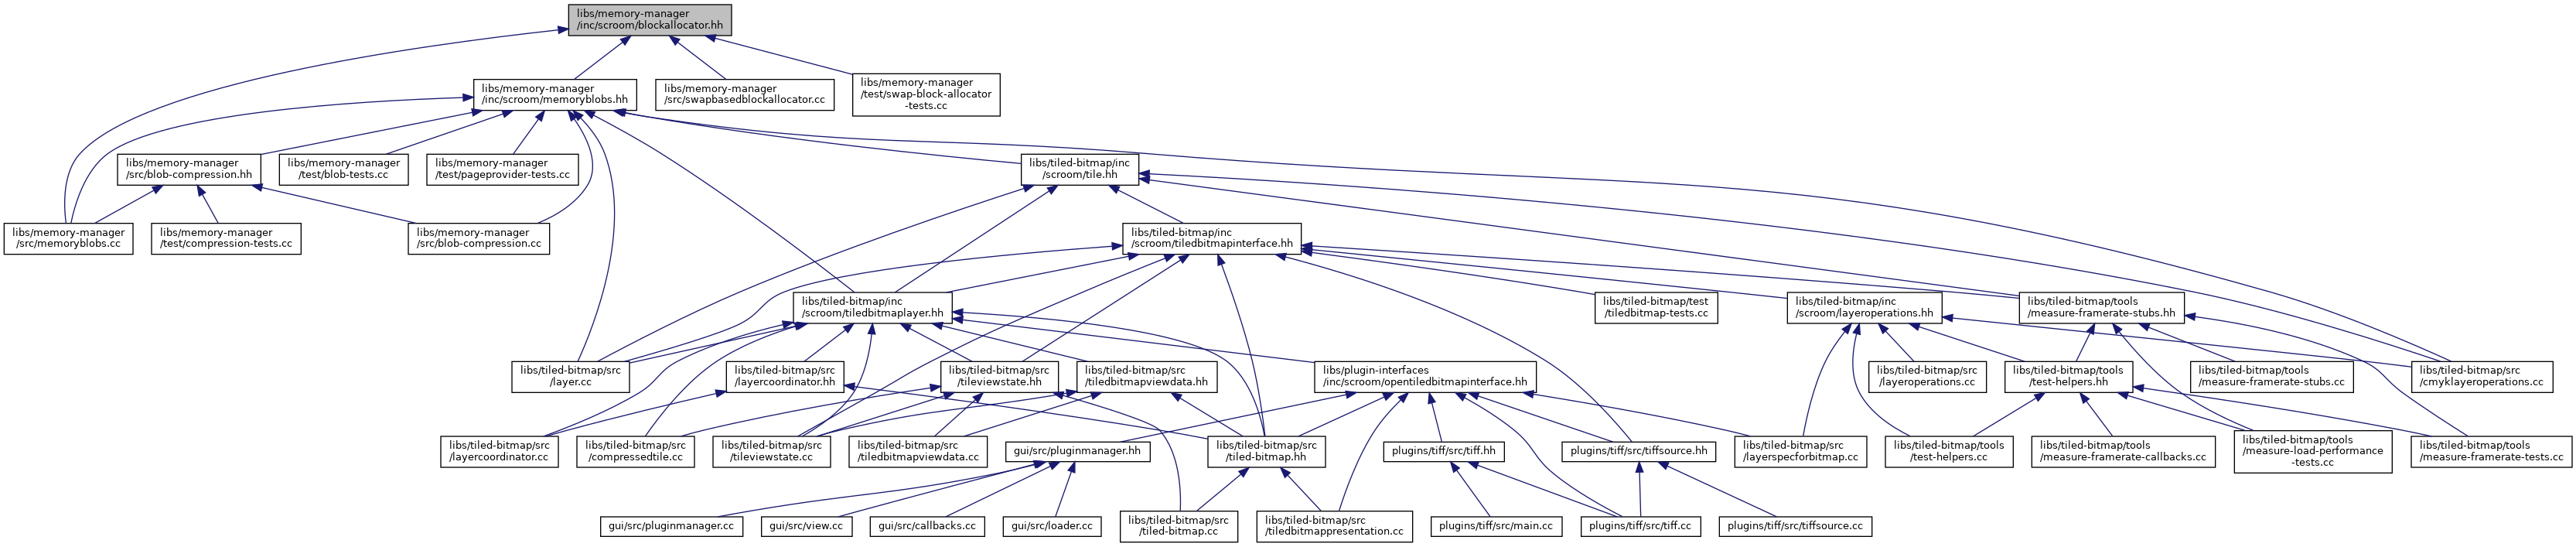 libs/memory-manager
/inc/scroom/blockallocator.hh
libs/memory-manager
/inc/scroom/memoryblobs.hh
libs/memory-manager
/src/swapbasedblockallocator.cc
libs/memory-manager
/test/swap-block-allocator
-tests.cc
libs/memory-manager
/src/blob-compression.hh
libs/memory-manager
/test/blob-tests.cc
libs/memory-manager
/test/pageprovider-tests.cc
libs/tiled-bitmap/inc
/scroom/tile.hh
libs/memory-manager
/src/memoryblobs.cc
libs/memory-manager
/test/compression-tests.cc
libs/memory-manager
/src/blob-compression.cc
libs/tiled-bitmap/inc
/scroom/tiledbitmapinterface.hh
libs/tiled-bitmap/inc
/scroom/tiledbitmaplayer.hh
libs/tiled-bitmap/test
/tiledbitmap-tests.cc
libs/tiled-bitmap/inc
/scroom/layeroperations.hh
libs/tiled-bitmap/tools
/measure-framerate-stubs.hh
libs/tiled-bitmap/src
/layer.cc
libs/tiled-bitmap/src
/layercoordinator.hh
libs/tiled-bitmap/src
/tileviewstate.hh
libs/tiled-bitmap/src
/tiledbitmapviewdata.hh
libs/plugin-interfaces
/inc/scroom/opentiledbitmapinterface.hh
libs/tiled-bitmap/src
/layeroperations.cc
libs/tiled-bitmap/tools
/test-helpers.hh
libs/tiled-bitmap/tools
/measure-framerate-stubs.cc
libs/tiled-bitmap/src
/cmyklayeroperations.cc
libs/tiled-bitmap/src
/layercoordinator.cc
libs/tiled-bitmap/src
/compressedtile.cc
libs/tiled-bitmap/src
/tileviewstate.cc
libs/tiled-bitmap/src
/tiledbitmapviewdata.cc
gui/src/pluginmanager.hh
libs/tiled-bitmap/src
/tiled-bitmap.hh
plugins/tiff/src/tiff.hh
plugins/tiff/src/tiffsource.hh
libs/tiled-bitmap/src
/layerspecforbitmap.cc
libs/tiled-bitmap/tools
/test-helpers.cc
libs/tiled-bitmap/tools
/measure-framerate-callbacks.cc
libs/tiled-bitmap/tools
/measure-load-performance
-tests.cc
libs/tiled-bitmap/tools
/measure-framerate-tests.cc
gui/src/pluginmanager.cc
gui/src/view.cc
gui/src/callbacks.cc
gui/src/loader.cc
libs/tiled-bitmap/src
/tiled-bitmap.cc
libs/tiled-bitmap/src
/tiledbitmappresentation.cc
plugins/tiff/src/main.cc
plugins/tiff/src/tiff.cc
plugins/tiff/src/tiffsource.cc